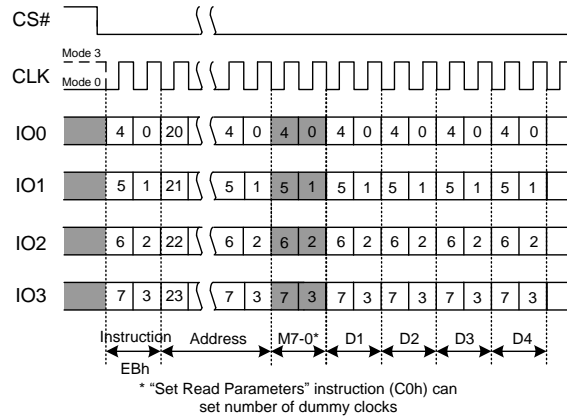 CS#
Mode 3
CLK
Mode 0
IO0 4 0 20 4 0 4 0 4 0 4 0 4 0 4 0
IO1 5 1 21 5 1 5 1 5 1 5 1 5 1 5 1
IO2 6 2 22 6 2 6 2 6 2 6 2 6 2 6 2
IO3 7 3 23 7 3 7 3 7 3 7 3 7 3 7 3
Instruction Address M7-0* D1 D2 D3 D4
EBh
* “Set Read Parameters” instruction (C0h) can
set number of dummy clocks